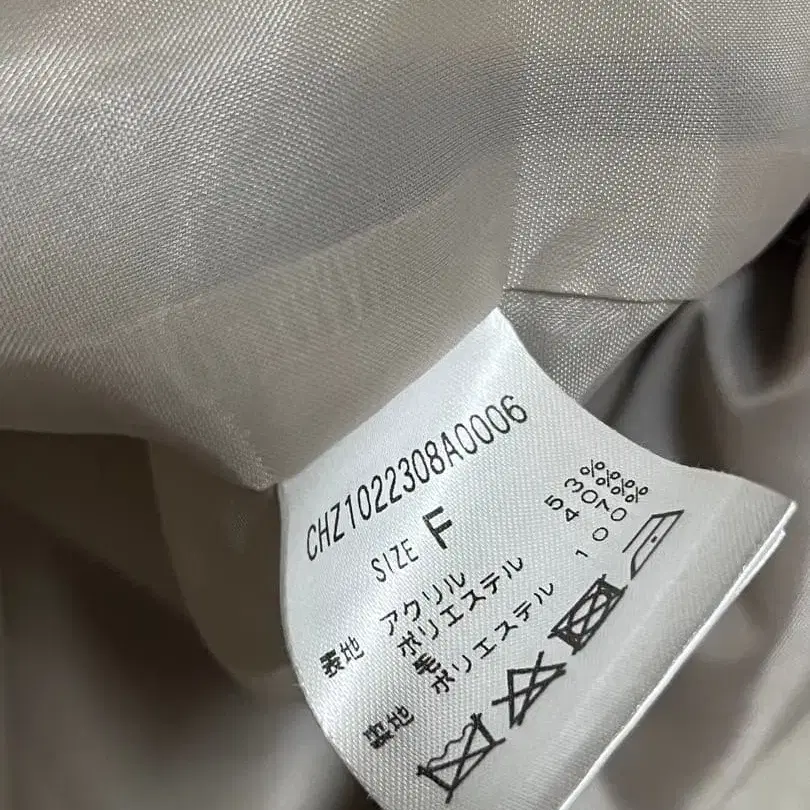 CHZ1022308A0006
SIZE F
表地 アクリル 53%
ポリエステル 40%
毛 7%
裏地 ポリエステル 100%